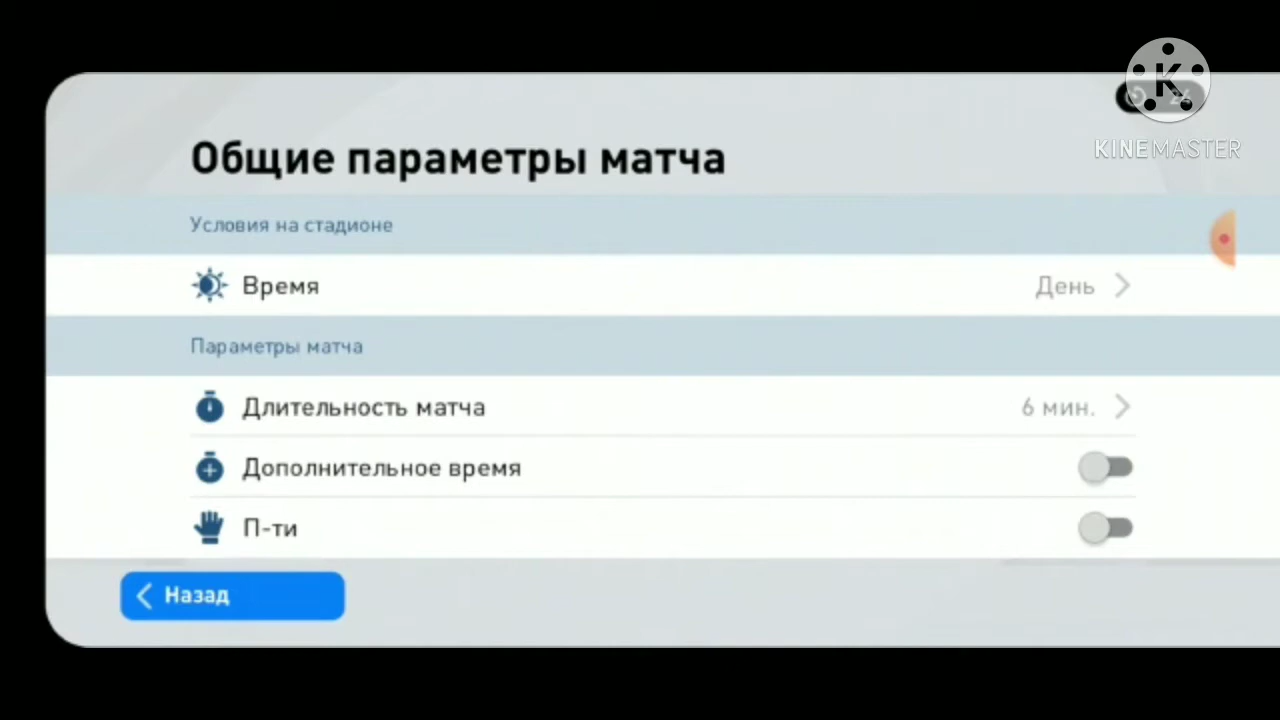 Общие параметры матча
KINEMASTER
Условия на стадионе
Время
День
Параметры матча
Длительность матча
6 мин.
Дополнительное время
П-ти
Назад